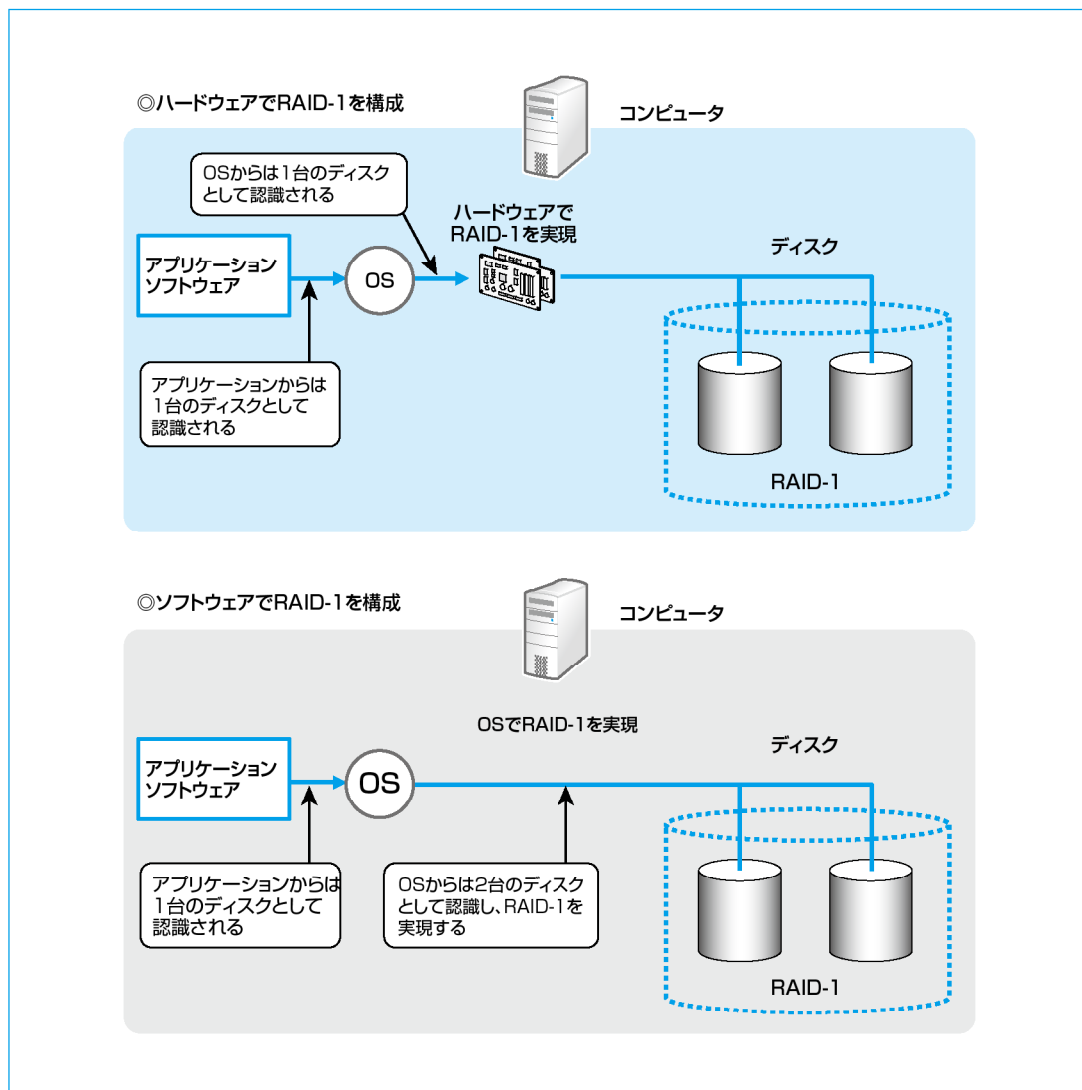 ◎ハードウェアでRAID-1を構成
コンピュータ
OSからは1台のディスク
として認識される
ハードウェアで
RAID-1を実現
ディスク
アプリケーション
ソフトウェア
OS
アプリケーションからは
1台のディスクとして
認識される
RAID-1
◎ソフトウェアでRAID-1を構成
コンピュータ
OSでRAID-1を実現
ディスク
アプリケーション
ソフトウェア
OS
アプリケーションからは
1台のディスクとして
認識される
OSからは2台のディスク
として認識し、RAID-1を
実現する
RAID-1